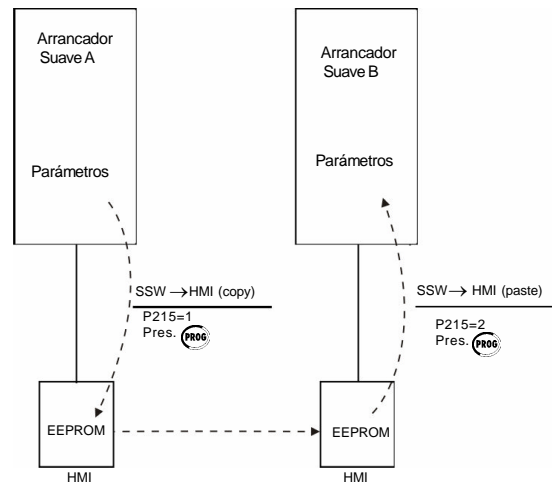 Arrancador
Suave A
Parámetros
SSW → HMI (copy)
P215=1
Pres. PROG
EEPROM
HMI
Arrancador
Suave B
Parámetros
SSW → HMI (paste)
P215=2
Pres. PROG
EEPROM
HMI